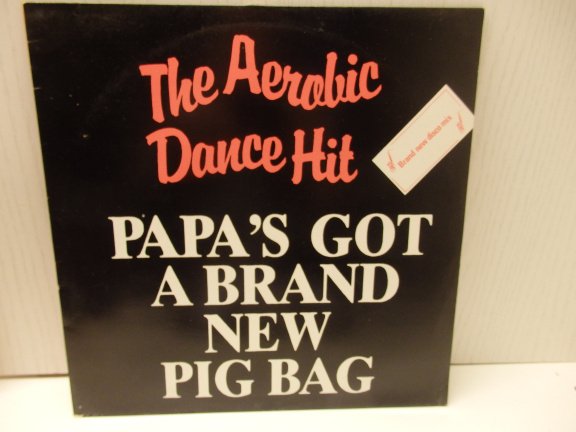 The Aerobic
Dance Hit
Brand new disco mix
PAPA'S GOT
A BRAND
NEW
PIG BAG